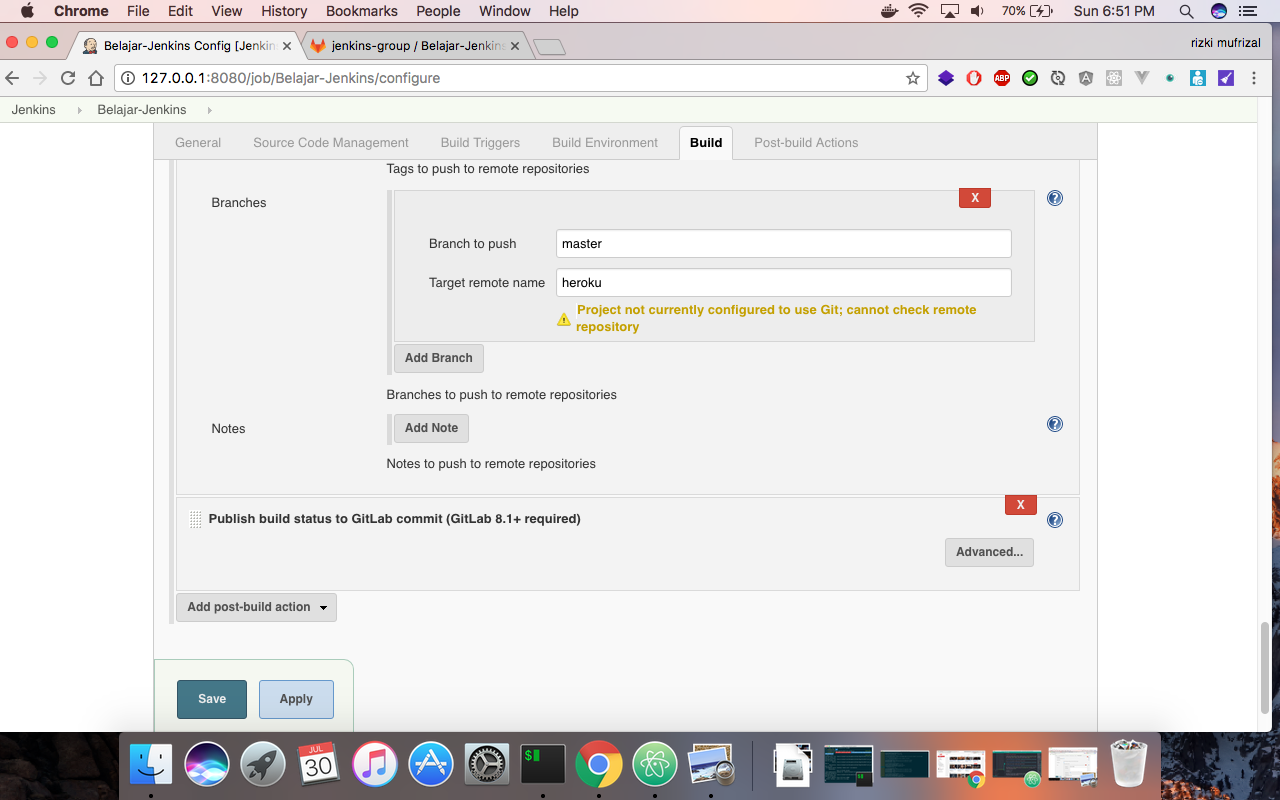 Chrome File Edit View History Bookmarks People Window Help 70% Sun 6:51 PM
Belajar-Jenkins Config [Jenkin jenkins-group / Belajar-Jenkins rizki mufrizal
127.0.0.1:8080/job/Belajar-Jenkins/configure ABP
Jenkins Belajar-Jenkins
General Source Code Management Build Triggers Build Environment Build Post-build Actions
Tags to push to remote repositories
Branches X
Branch to push master
Target remote name heroku
Project not currently configured to use Git; cannot check remote
repository
Add Branch
Branches to push to remote repositories
Notes Add Note
Notes to push to remote repositories
X
Publish build status to GitLab commit (GitLab 8.1+ required)
Advanced...
Add post-build action
Save Apply
JUL
30
$